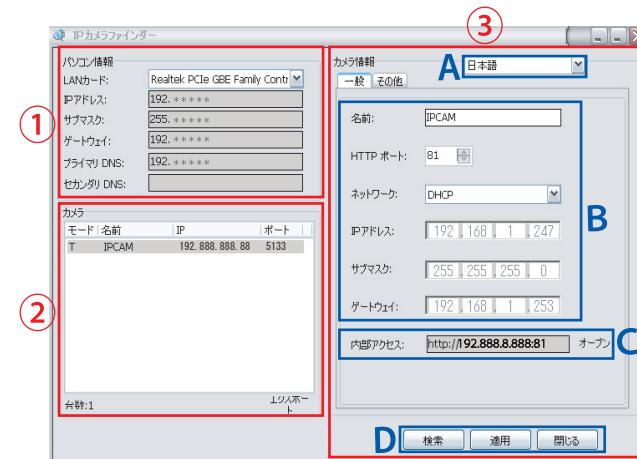 IPカメラファインダー
③
①
パソコン情報
LANカード: Realtek PCIe GBE Family Contr
IPアドレス: 192. *****
サブマスク: 255. *****
ゲートウェイ: 192. *****
プライマリ DNS: 192. *****
セカンダリ DNS:
②
カメラ
モード 名前 IP ポート
T IPCAM 192. 888. 888. 88 5133
台数:1 エクスポー
ト
カメラ情報 A 日本語
一般 その他
B
名前: IPCAM
HTTP ポート: 81
ネットワーク: DHCP
IPアドレス: 192 . 168 . 1 . 247
サブマスク: 255 . 255 . 255 . 0
ゲートウェイ: 192 . 168 . 1 . 253
内部アクセス: http://192.888.8.888:81 オープン C
D 検索 適用 閉じる